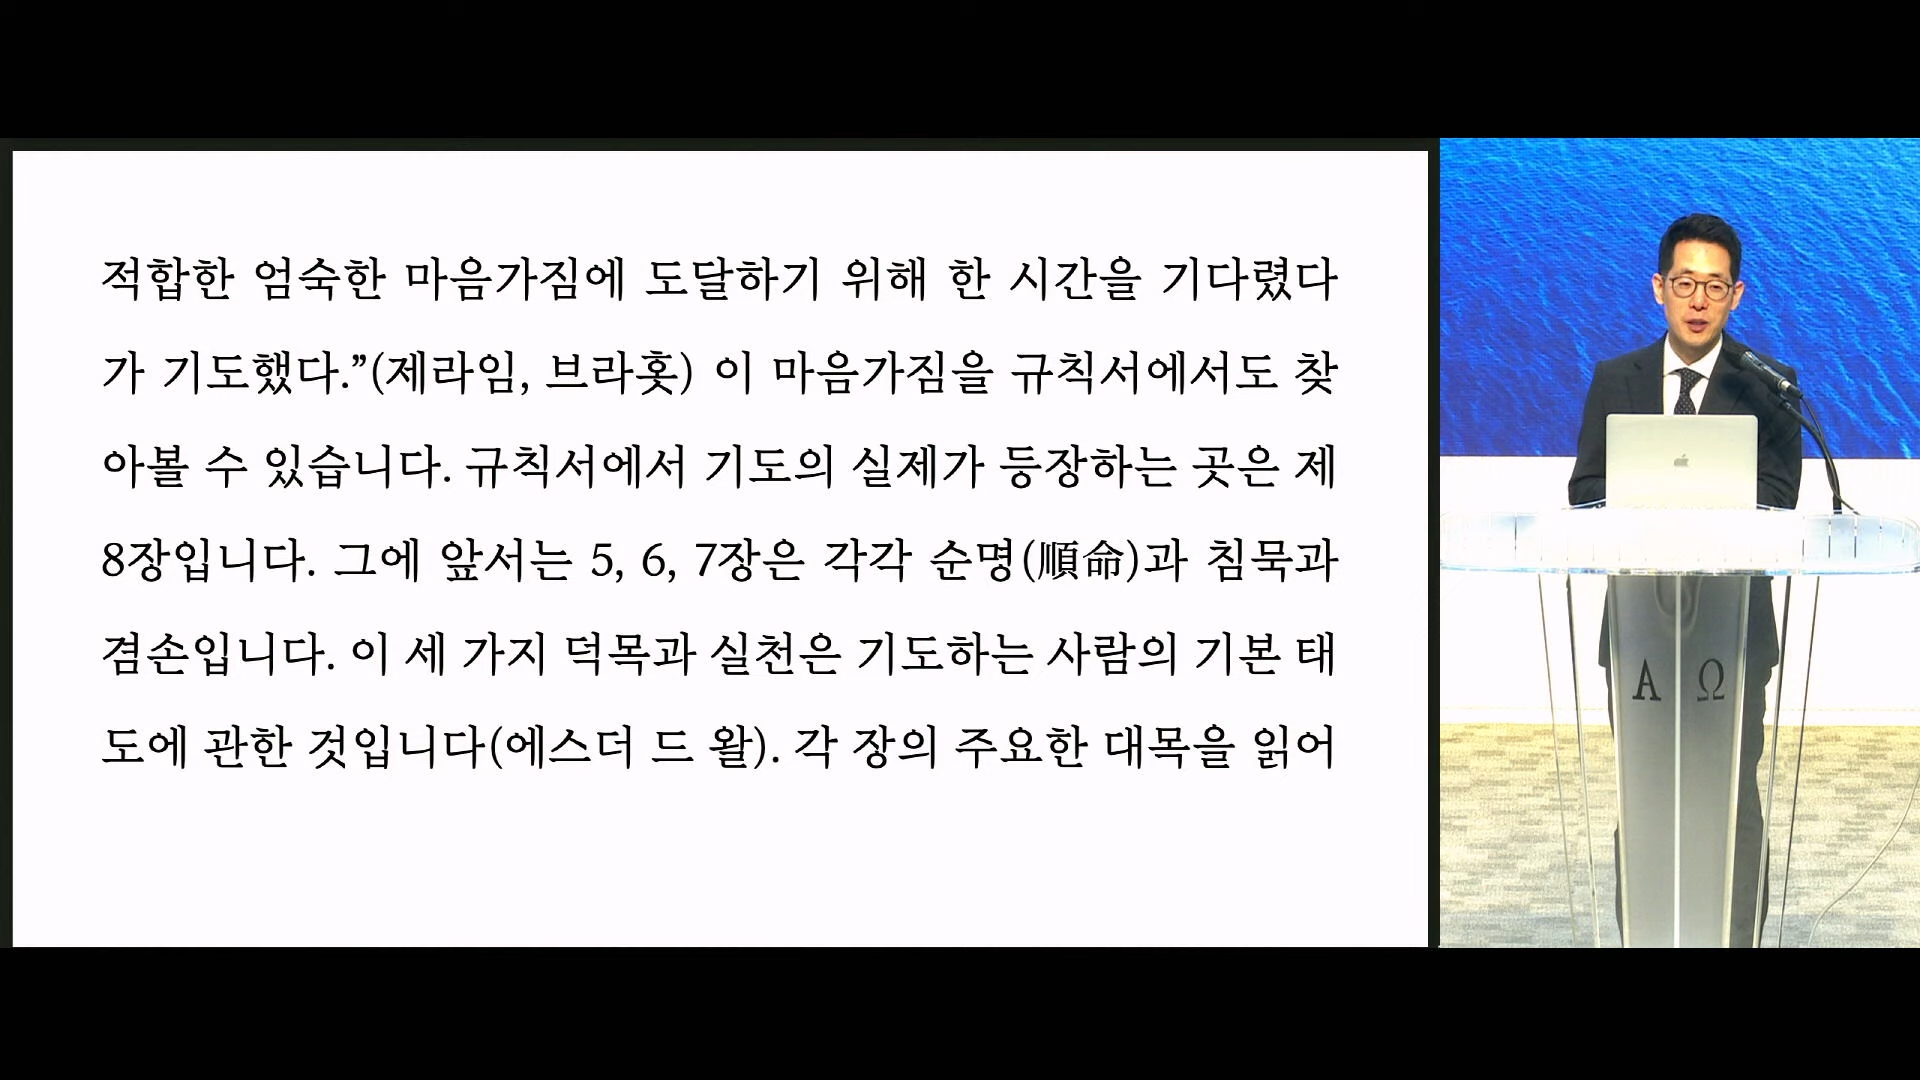 적합한 엄숙한 마음가짐에 도달하기 위해 한 시간을 기다렸다
가 기도했다.”(제라임, 브라홋) 이 마음가짐을 규칙서에서도 찾
아볼 수 있습니다. 규칙서에서 기도의 실제가 등장하는 곳은 제
8장입니다. 그에 앞서는 5, 6, 7장은 각각 순명(順命)과 침묵과
겸손입니다. 이 세 가지 덕목과 실천은 기도하는 사람의 기본 태
도에 관한 것입니다(에스더 드 왈). 각 장의 주요한 대목을 읽어
Α Ω